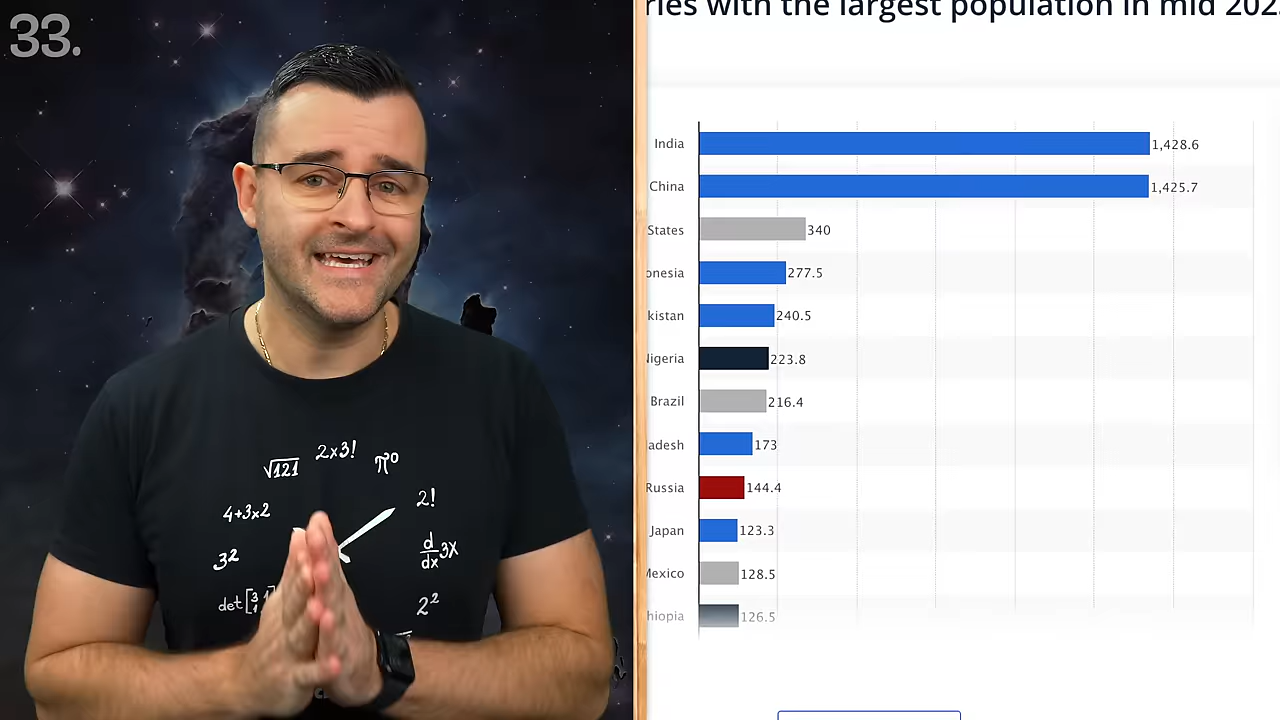 33.
2x3!
√121
π⁰
2!
4+3x2
d/dx 3x
3²
det[3
2²
ries with the largest population in mid 202
India 1,428.6
China 1,425.7
States 340
onesia 277.5
kistan 240.5
Nigeria 223.8
Brazil 216.4
adesh 173
Russia 144.4
Japan 123.3
Mexico 128.5
hiopia 126.5